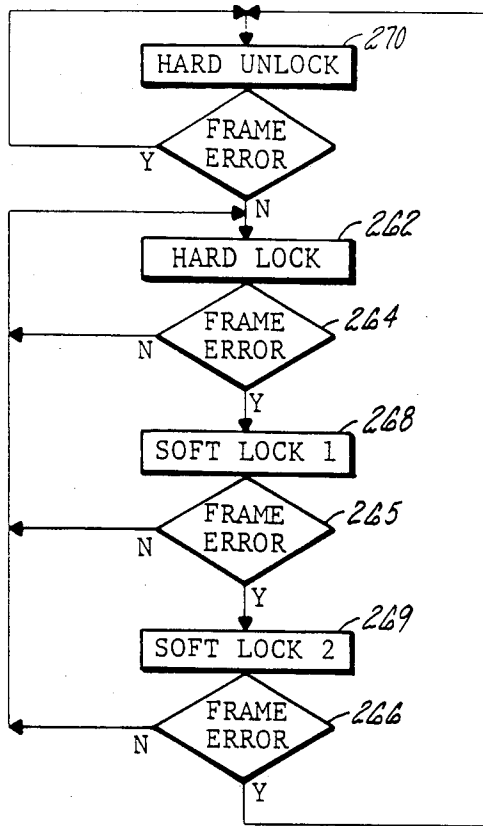 270
HARD UNLOCK
FRAME
ERROR
Y
N
262
HARD LOCK
264
FRAME
ERROR
N
Y
268
SOFT LOCK 1
265
FRAME
ERROR
N
Y
269
SOFT LOCK 2
266
FRAME
ERROR
N
Y